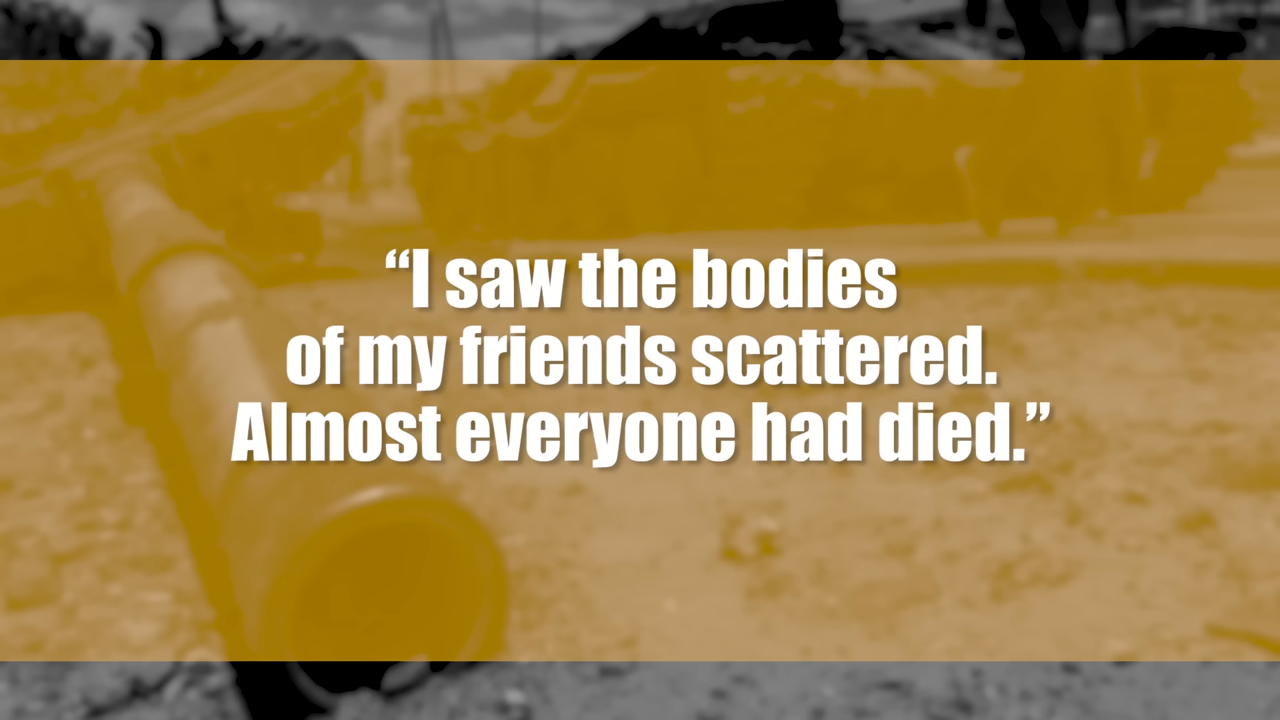 “I saw the bodies
of my friends scattered.
Almost everyone had died.”